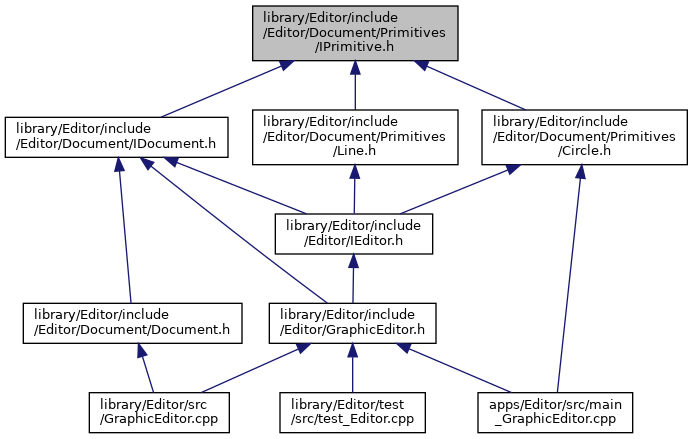 library/Editor/include
/Editor/Document/Primitives
/IPrimitive.h
library/Editor/include
/Editor/Document/IDocument.h
library/Editor/include
/Editor/Document/Primitives
/Line.h
library/Editor/include
/Editor/Document/Primitives
/Circle.h
library/Editor/include
/Editor/IEditor.h
library/Editor/include
/Editor/Document/Document.h
library/Editor/include
/Editor/GraphicEditor.h
library/Editor/src
/GraphicEditor.cpp
library/Editor/test
/src/test_Editor.cpp
apps/Editor/src/main
_GraphicEditor.cpp